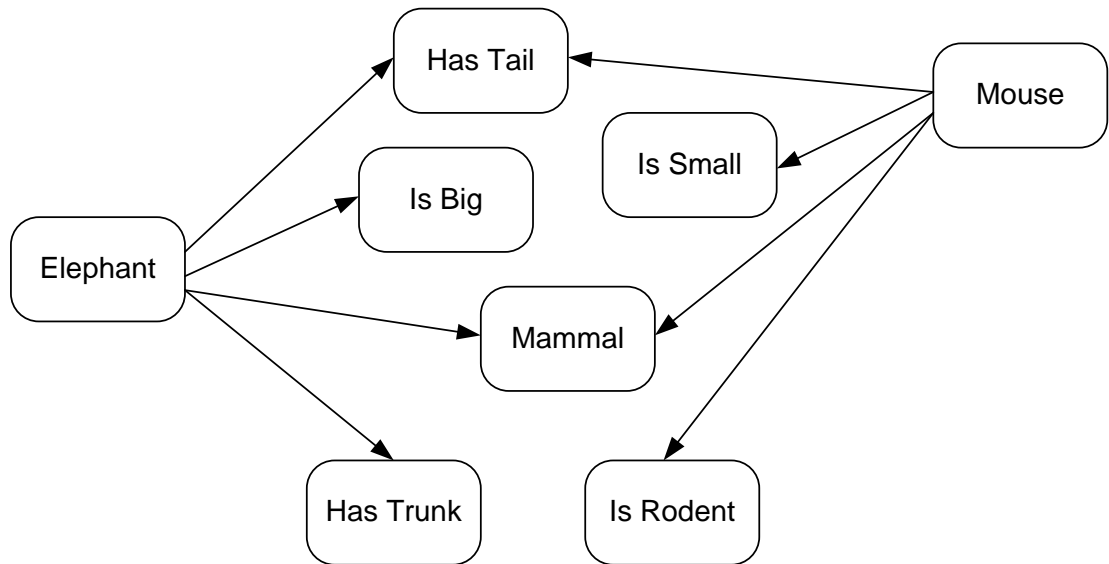 Has Tail
Mouse
Is Small
Is Big
Elephant
Mammal
Has Trunk
Is Rodent